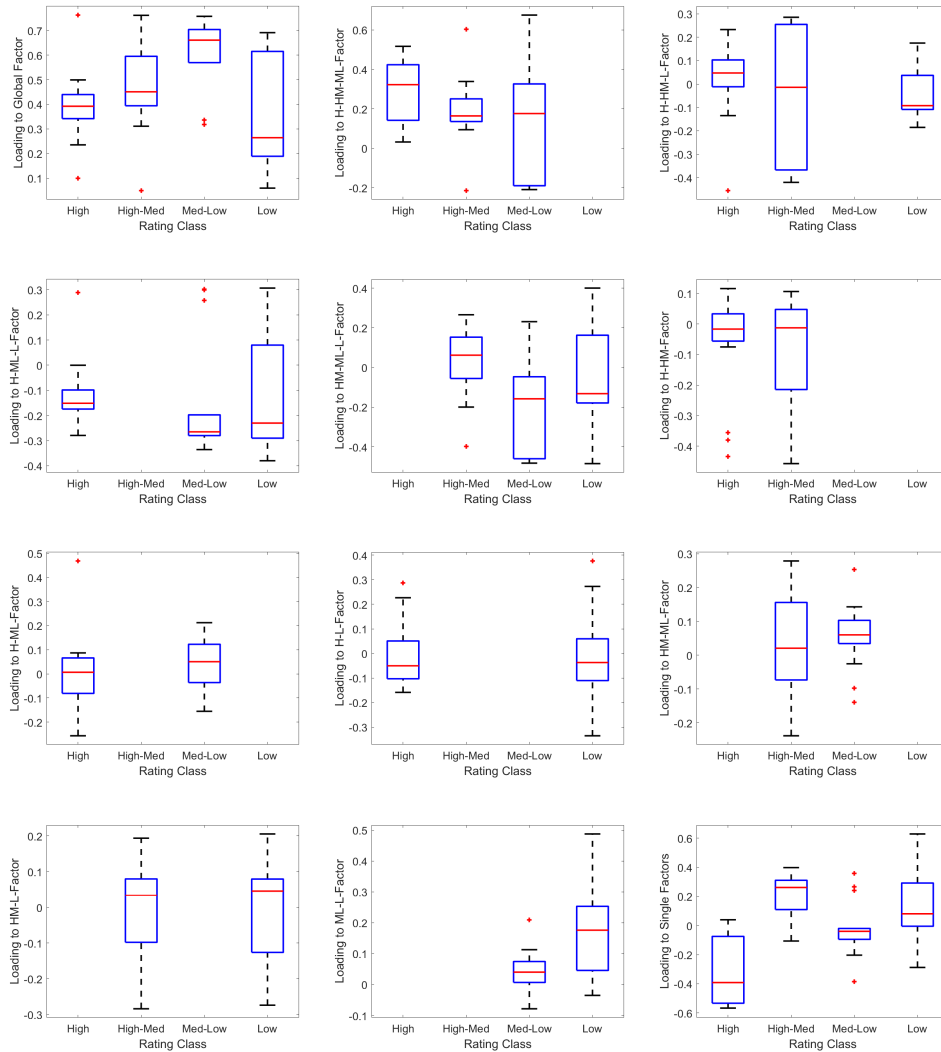 Loading to Global Factor
0.7
0.6
0.5
0.4
0.3
0.2
0.1
High High-Med Med-Low Low
Rating Class
Loading to H-HM-ML-Factor
0.6
0.4
0.2
0
-0.2
High High-Med Med-Low Low
Rating Class
Loading to H-HM-L-Factor
0.3
0.2
0.1
0
-0.1
-0.2
-0.3
-0.4
High High-Med Med-Low Low
Rating Class
Loading to H-ML-L-Factor
0.3
0.2
0.1
0
-0.1
-0.2
-0.3
-0.4
High High-Med Med-Low Low
Rating Class
Loading to HM-ML-L-Factor
0.4
0.2
0
-0.2
-0.4
High High-Med Med-Low Low
Rating Class
Loading to H-HM-Factor
0.1
0
-0.1
-0.2
-0.3
-0.4
High High-Med Med-Low Low
Rating Class
Loading to H-ML-Factor
0.5
0.4
0.3
0.2
0.1
0
-0.1
-0.2
High High-Med Med-Low Low
Rating Class
Loading to H-L-Factor
0.4
0.3
0.2
0.1
0
-0.1
-0.2
-0.3
High High-Med Med-Low Low
Rating Class
Loading to HM-ML-Factor
0.3
0.2
0.1
0
-0.1
-0.2
High High-Med Med-Low Low
Rating Class
Loading to HM-L-Factor
0.2
0.1
0
-0.1
-0.2
-0.3
High High-Med Med-Low Low
Rating Class
Loading to ML-L-Factor
0.5
0.4
0.3
0.2
0.1
0
-0.1
High High-Med Med-Low Low
Rating Class
Loading to Single Factors
0.6
0.4
0.2
0
-0.2
-0.4
-0.6
High High-Med Med-Low Low
Rating Class